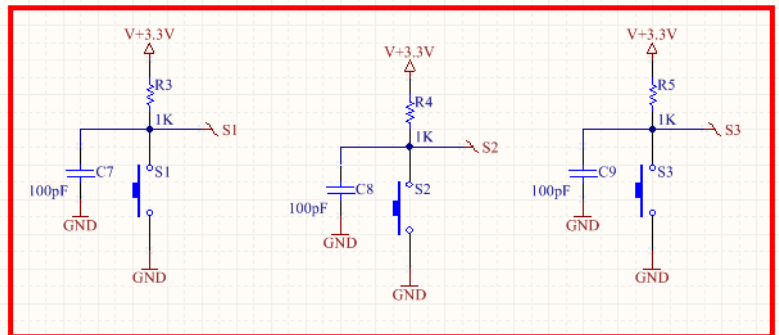 V+3.3V
R3
1K
S1
C7
S1
100pF
GND
GND
V+3.3V
R4
1K
S2
C8
S2
100pF
GND
GND
V+3.3V
R5
1K
S3
C9
S3
100pF
GND
GND